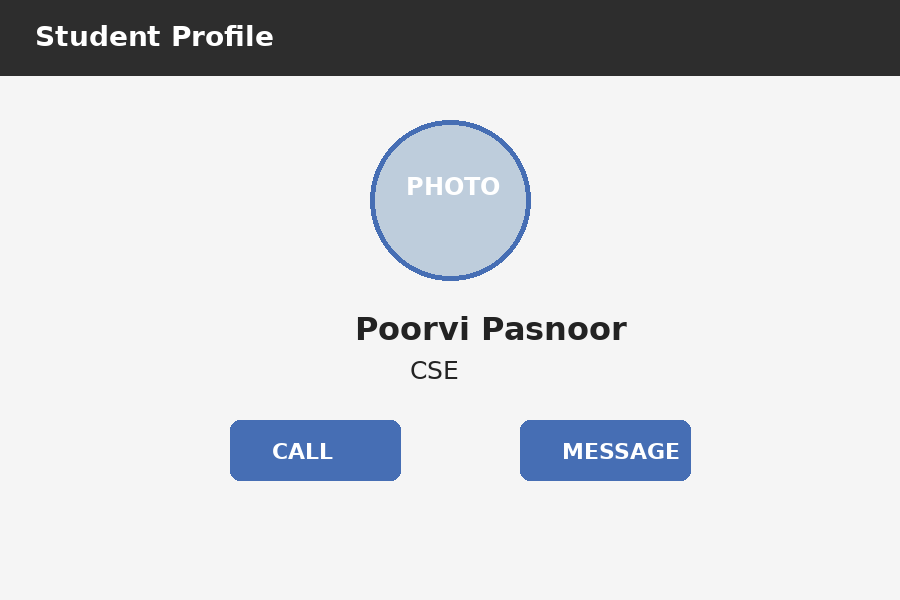 Student Profile
PHOTO
Poorvi Pasnoor
CSE
CALL
MESSAGE